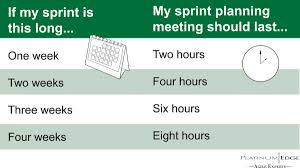 If my sprint is
this long...
My sprint planning
meeting should last...
One week
Two hours
Two weeks
Four hours
Three weeks
Six hours
Four weeks
Eight hours
PLATINUM EDGE
AGILE EXPERTS